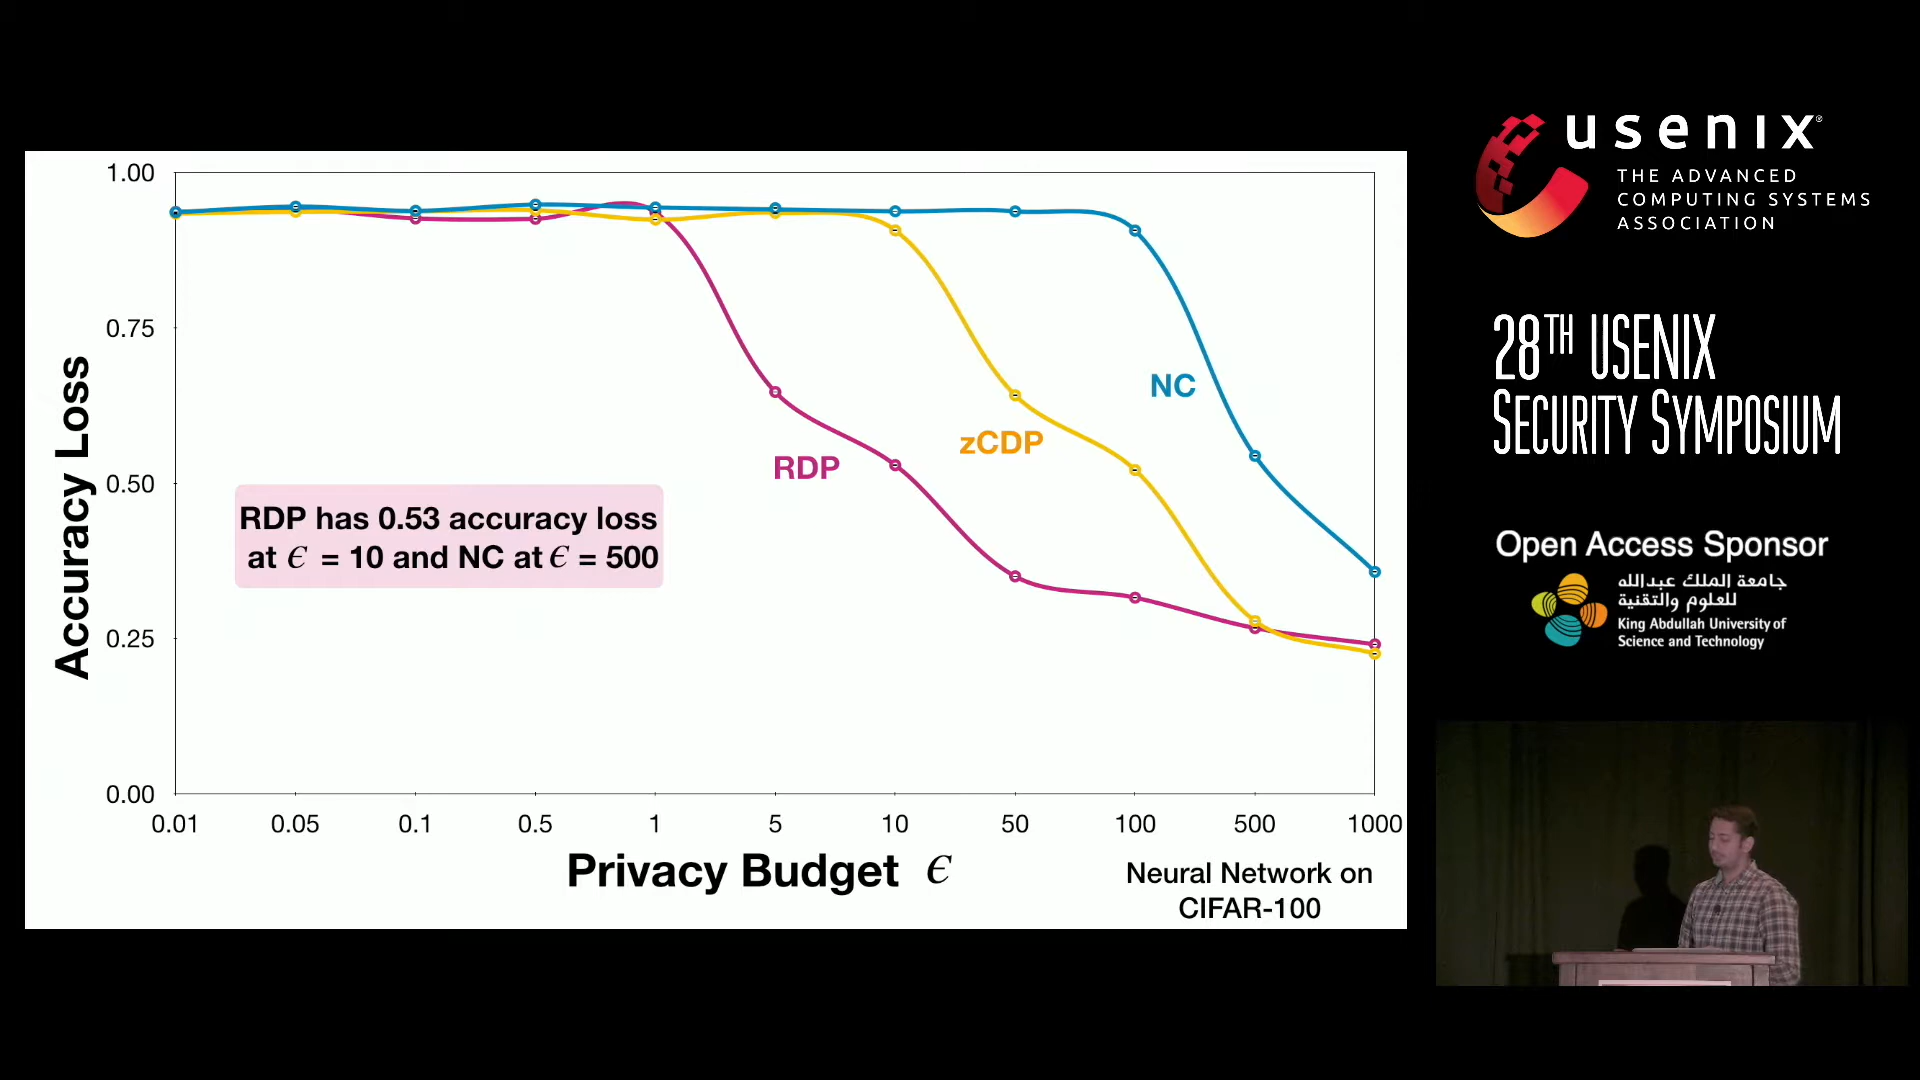 1.00
0.75
0.50
0.25
0.00
Accuracy Loss
NC
zCDP
RDP
RDP has 0.53 accuracy loss
at ϵ = 10 and NC at ϵ = 500
0.01 0.05 0.1 0.5 1 5 10 50 100 500 1000
Privacy Budget ϵ
Neural Network on
CIFAR-100
usenix®
THE ADVANCED
COMPUTING SYSTEMS
ASSOCIATION
28TH USENIX
SECURITY SYMPOSIUM
Open Access Sponsor
جامعة الملك عبدالله
للعلوم والتقنية
King Abdullah University of
Science and Technology